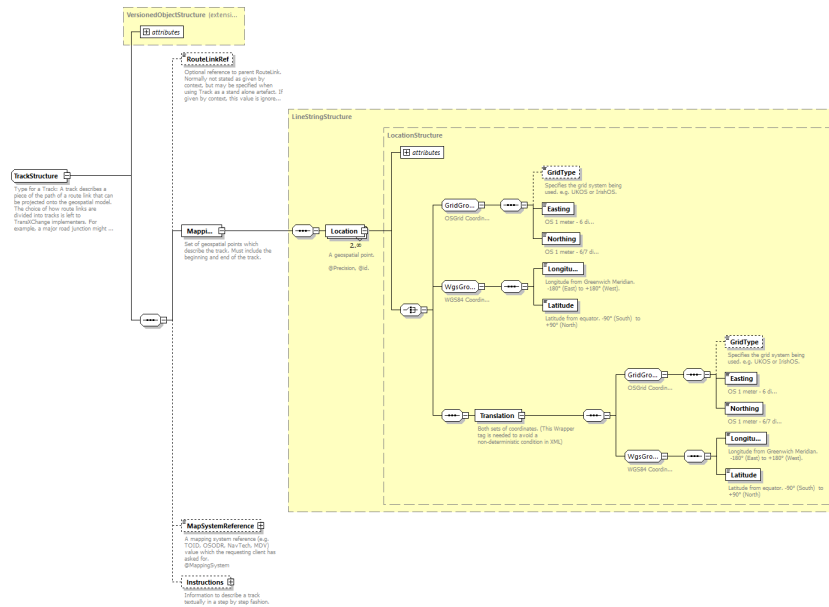 VersionedObjectStructure (extensi...
attributes
RouteLinkRef
Optional reference to parent RouteLink.
Normally not stated as given by
context, but may be specified when
using Track as a stand alone artefact. If
given by context, this value is ignore...
LineStringStructure
LocationStructure
attributes
GridType
Specifies the grid system being
used. e.g. UKOS or IrishOS.
GridGro...
OSGrid Coordin...
Easting
OS 1 meter - 6 di...
Northing
OS 1 meter - 6/7 di...
TrackStructure
Type for a Track: A track describes a
piece of the path of a route link that can
be projected onto the geospatial model.
The choice of how route links are
divided into tracks is left to
TransXChange implementers. For
example, a major road junction might ...
Mappi...
Set of geospatial points which
describe the track. Must include the
beginning and end of the track.
Location
2..∞
A geospatial point.
@Precision, @id.
WgsGro...
WGS84 Coordin...
Longitu...
Longitude from Greenwich Meridian.
-180° (East) to +180° (West).
Latitude
Latitude from equator. -90° (South) to
+90° (North)
GridType
Specifies the grid system being
used. e.g. UKOS or IrishOS.
GridGro...
OSGrid Coordin...
Easting
OS 1 meter - 6 di...
Northing
OS 1 meter - 6/7 di...
Translation
Both sets of coordinates. (This Wrapper
tag is needed to avoid a
non-deterministic condition in XML)
WgsGro...
WGS84 Coordin...
Longitu...
Longitude from Greenwich Meridian.
-180° (East) to +180° (West).
Latitude
Latitude from equator. -90° (South) to
+90° (North)
MapSystemReference
A mapping system reference (e.g.
TOID, OSODR, NavTech, MDV)
value which the requesting client has
asked for.
@MappingSystem
Instructions
Information to describe a track
textually in a step by step fashion.